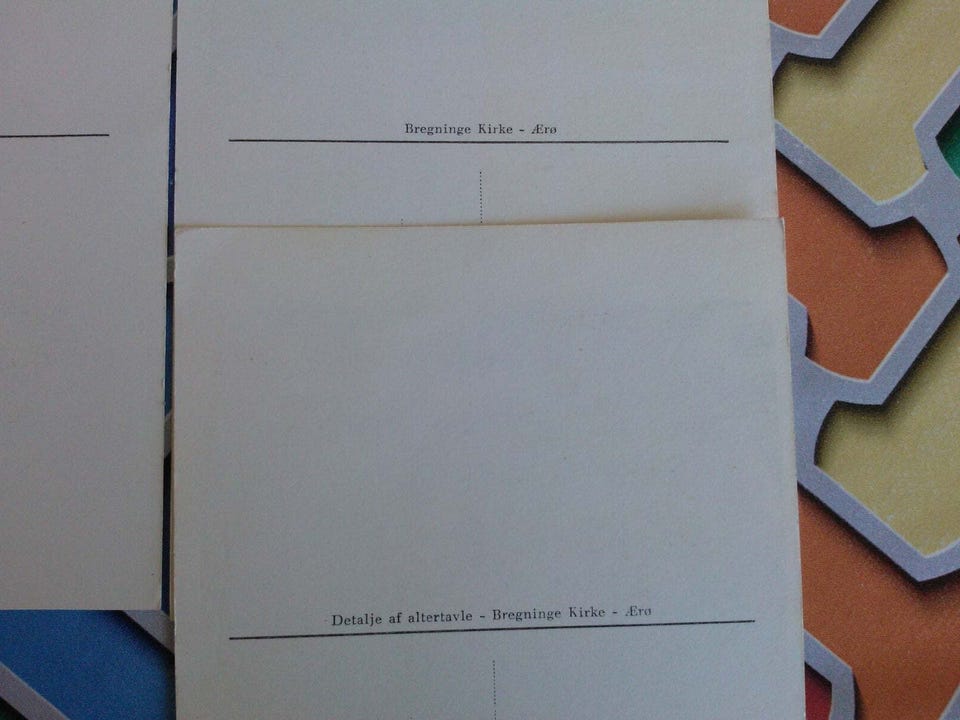 Bregninge Kirke - Ærø
Detalje af altertavle - Bregninge Kirke - Ærø